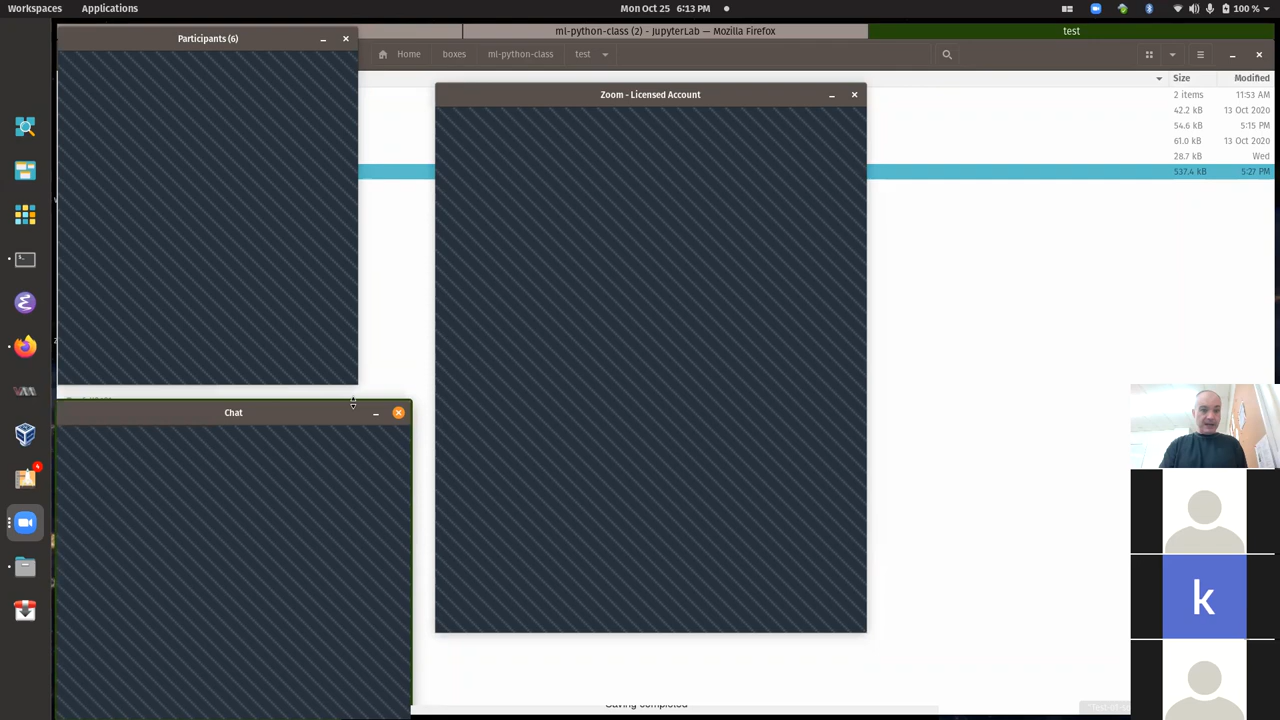 Workspaces Applications Mon Oct 25 6:13 PM 100 %
ml-python-class (2) - JupyterLab — Mozilla Firefox test
Participants (6)
Home boxes ml-python-class test
Size Modified
Zoom - Licensed Account
2 items 11:53 AM
42.2 kB 13 Oct 2020
54.6 kB 5:15 PM
61.0 kB 13 Oct 2020
28.7 kB Wed
537.4 kB 5:27 PM
Chat
4
k
Saving completed